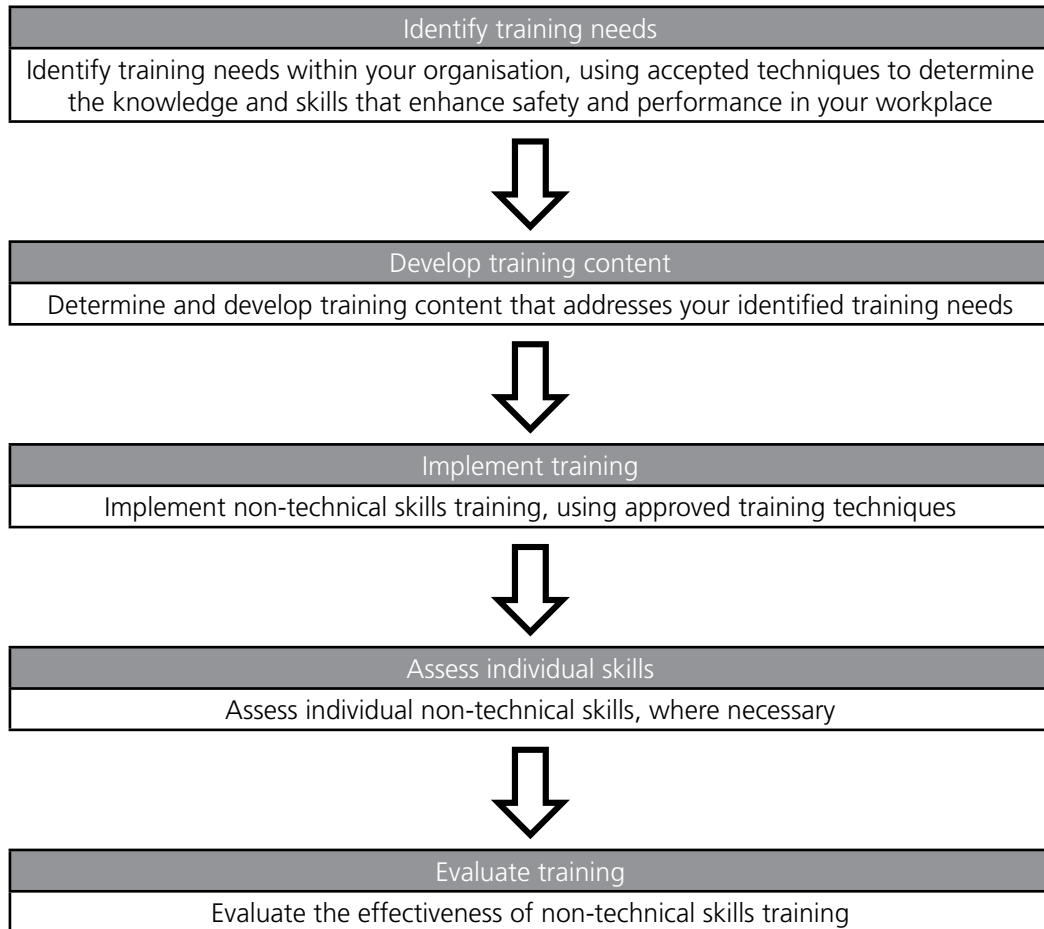 Identify training needs
Identify training needs within your organisation, using accepted techniques to determine
the knowledge and skills that enhance safety and performance in your workplace
Develop training content
Determine and develop training content that addresses your identified training needs
Implement training
Implement non-technical skills training, using approved training techniques
Assess individual skills
Assess individual non-technical skills, where necessary
Evaluate training
Evaluate the effectiveness of non-technical skills training